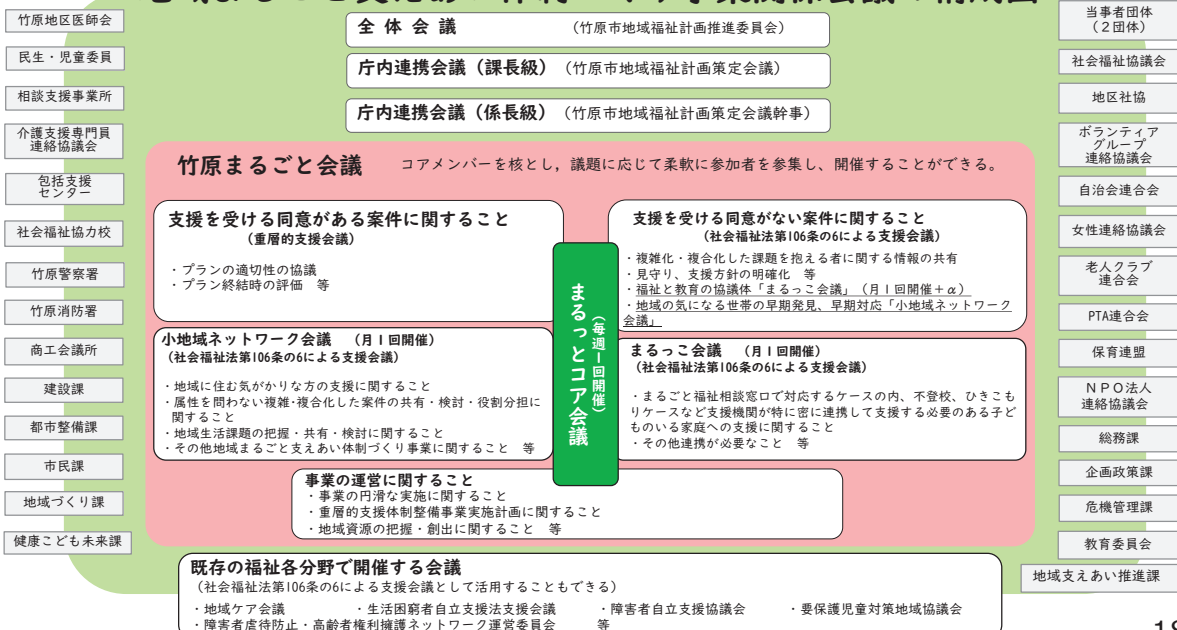 全体会議 （竹原市地域福祉計画推進委員会）
庁内連携会議（課長級）（竹原市地域福祉計画策定会議）
庁内連携会議（係長級）（竹原市地域福祉計画策定会議幹事）
竹原地区医師会
民生・児童委員
相談支援事業所
介護支援専門員
連絡協議会
包括支援
センター
社会福祉協力校
竹原警察署
竹原消防署
商工会議所
建設課
都市整備課
市民課
地域づくり課
健康こども未来課
竹原まるごと会議 コアメンバーを核とし，議題に応じて柔軟に参加者を参集し、開催することができる。
支援を受ける同意がある案件に関すること
（重層的支援会議）
・プランの適切性の協議
・プラン終結時の評価 等
支援を受ける同意がない案件に関すること
（社会福祉法第106条の6による支援会議）
・複雑化・複合化した課題を抱える者に関する情報の共有
・見守り、支援方針の明確化 等
・福祉と教育の協議体「まるっこ会議」（月1回開催＋α）
・地域の気になる世帯の早期発見、早期対応「小地域ネットワーク
会議」
まるっとコア会議
（毎週1回開催）
小地域ネットワーク会議 （月1回開催）
（社会福祉法第106条の6による支援会議）
・地域に住む気がかりな方の支援に関すること
・属性を問わない複雑・複合化した案件の共有・検討・役割分担に
関すること
・地域生活課題の把握・共有・検討に関すること
・その他地域まるごと支えあい体制づくり事業に関すること 等
まるっこ会議 （月1回開催）
（社会福祉法第106条の6による支援会議）
・まるごと福祉相談窓口で対応するケースの内、不登校、ひきこも
りケースなど支援機関が特に密に連携して支援する必要のある子ど
ものいる家庭への支援に関すること
・その他連携が必要なこと 等
事業の運営に関すること
・事業の円滑な実施に関すること
・重層的支援体制整備事業実施計画に関すること
・地域資源の把握・創出に関すること 等
既存の福祉各分野で開催する会議
（社会福祉法第106条の6による支援会議として活用することもできる）
・地域ケア会議 ・生活困窮者自立支援法支援会議 ・障害者自立支援協議会 ・要保護児童対策地域協議会
・障害者虐待防止・高齢者権利擁護ネットワーク運営委員会 等
当事者団体
（2団体）
社会福祉協議会
地区社協
ボランティア
グループ
連絡協議会
自治会連合会
女性連絡協議会
老人クラブ
連合会
PTA連合会
保育連盟
NPO法人
連絡協議会
総務課
企画政策課
危機管理課
教育委員会
地域支えあい推進課